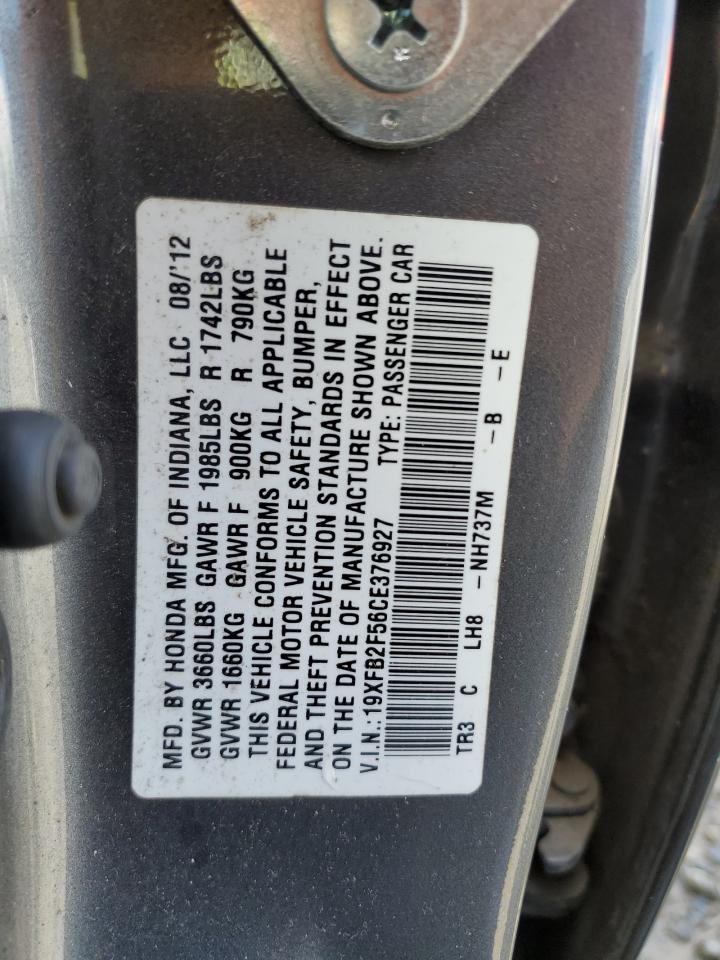 MFD. BY HONDA MFG. OF INDIANA, LLC 08/'12
GVWR 3660LBS GAWR F 1985LBS R 1742LBS
GVWR 1660KG GAWR F 900KG R 790KG
THIS VEHICLE CONFORMS TO ALL APPLICABLE
FEDERAL MOTOR VEHICLE SAFETY, BUMPER,
AND THEFT PREVENTION STANDARDS IN EFFECT
ON THE DATE OF MANUFACTURE SHOWN ABOVE.
V.I.N.: 19XFB2F56CE376927 TYPE: PASSENGER CAR
TR3 C LH8 -NH737M -B -E